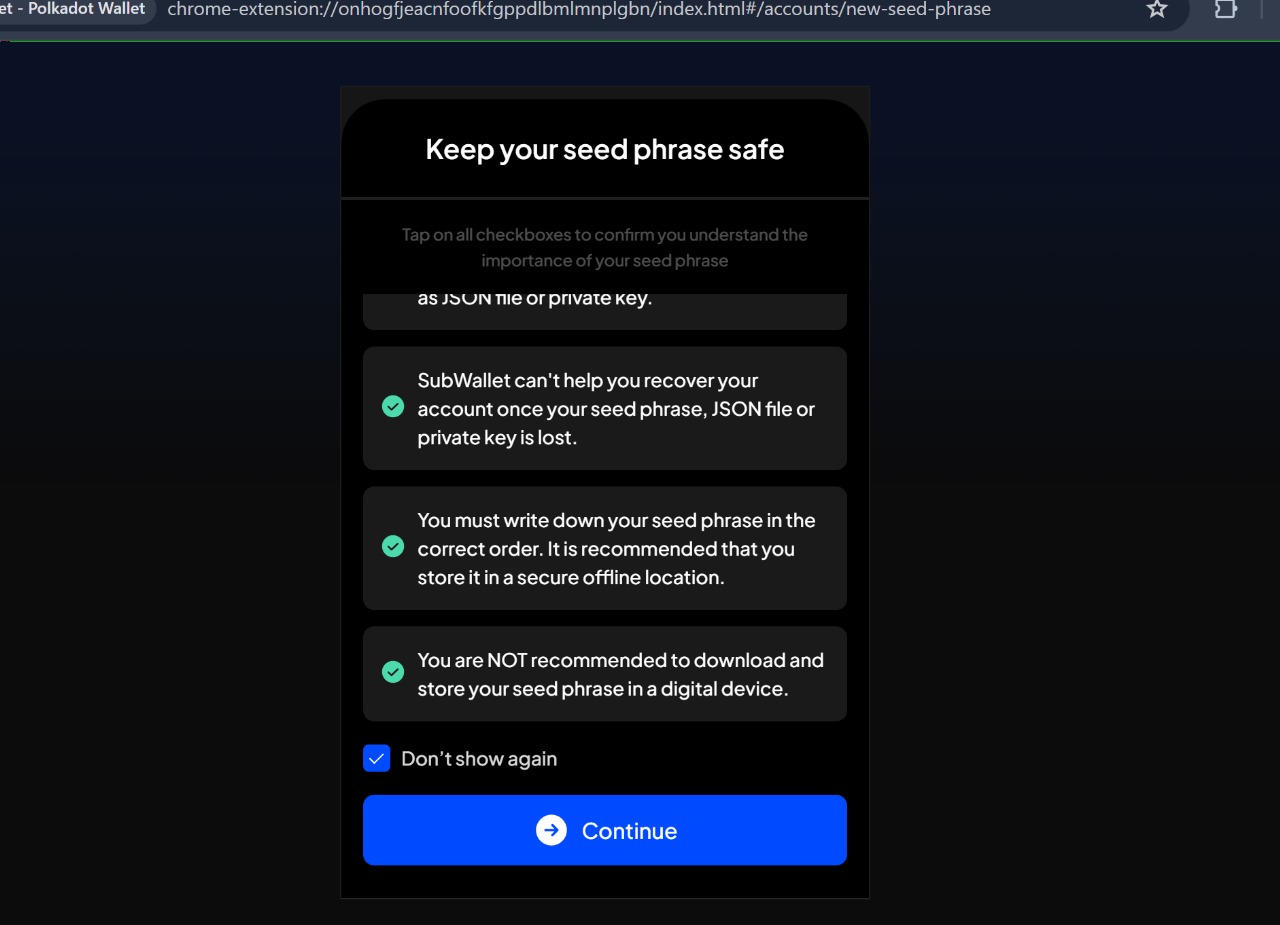 et - Polkadot Wallet
chrome-extension://onhogfjeacnfoofkfgppdlbmlmnplgbn/index.html#/accounts/new-seed-phrase
Keep your seed phrase safe
Tap on all checkboxes to confirm you understand the
importance of your seed phrase
as JSON file or private key.
SubWallet can't help you recover your
account once your seed phrase, JSON file or
private key is lost.
You must write down your seed phrase in the
correct order. It is recommended that you
store it in a secure offline location.
You are NOT recommended to download and
store your seed phrase in a digital device.
Don’t show again
Continue